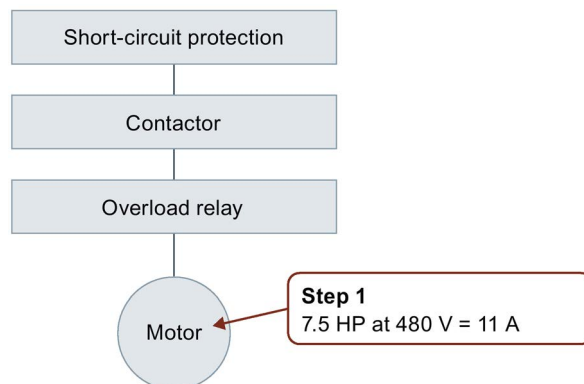 Short-circuit protection
Contactor
Overload relay
Motor
Step 1
7.5 HP at 480 V = 11 A